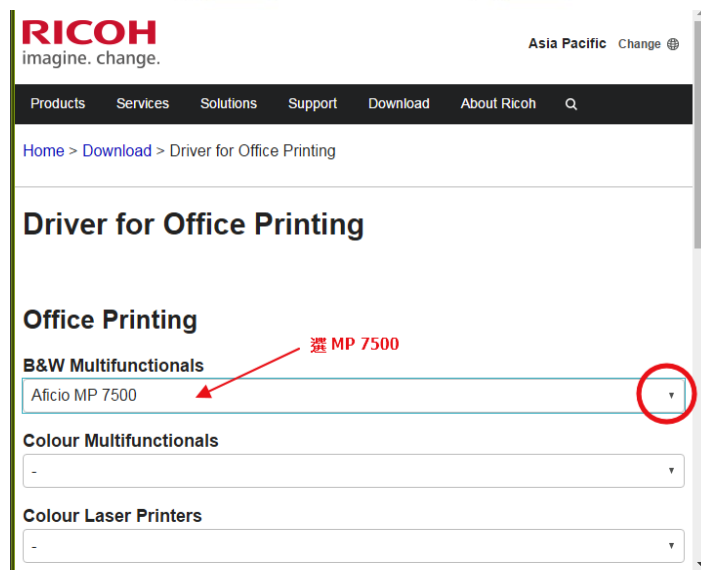 RICOH
imagine. change.
Asia Pacific Change
Products Services Solutions Support Download About Ricoh
Home > Download > Driver for Office Printing
Driver for Office Printing
Office Printing
選 MP 7500
B&W Multifunctionals
Aficio MP 7500
Colour Multifunctionals
-
Colour Laser Printers
-